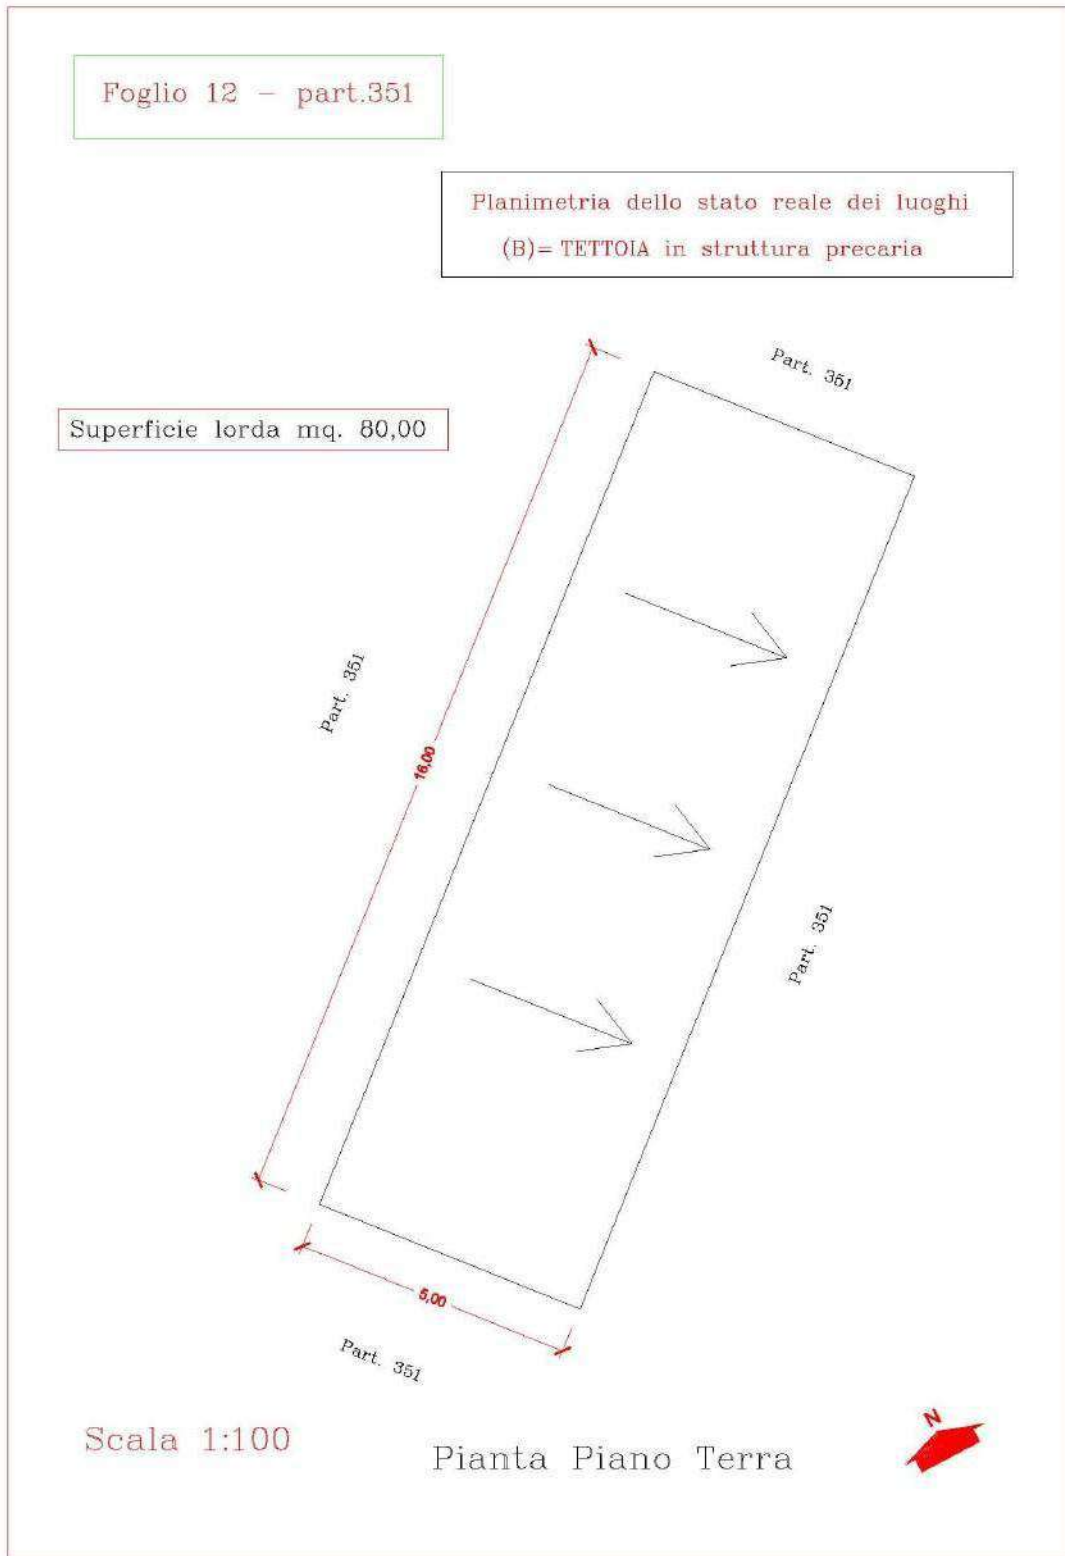 Foglio 12 - part.351
Planimetria dello stato reale dei luoghi
(B)= TETTOIA in struttura precaria
Part. 351
Superficie lorda mq. 80,00
Part. 351
16,00
Part. 351
5,00
Part. 351
Scala 1:100
Pianta Piano Terra
N